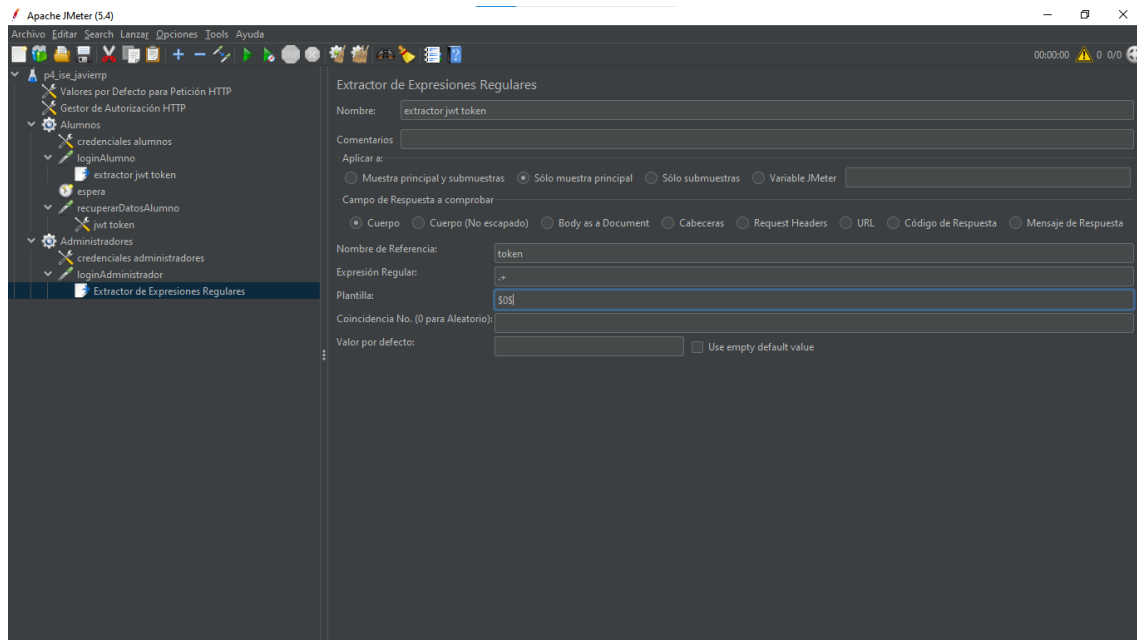 Apache JMeter (5.4)
Archivo Editar Search Lanzar Opciones Tools Ayuda
00:00:00 0 0/0
p4_ise_javierrp
Valores por Defecto para Petición HTTP
Gestor de Autorización HTTP
Alumnos
credenciales alumnos
loginAlumno
extractor jwt token
espera
recuperarDatosAlumno
jwt token
Administradores
credenciales administradores
loginAdministrador
Extractor de Expresiones Regulares
Extractor de Expresiones Regulares
Nombre: extractor jwt token
Comentarios
Aplicar a:
Muestra principal y submuestras Sólo muestra principal Sólo submuestras Variable JMeter
Campo de Respuesta a comprobar
Cuerpo Cuerpo (No escapado) Body as a Document Cabeceras Request Headers URL Código de Respuesta Mensaje de Respuesta
Nombre de Referencia: token
Expresión Regular: .+
Plantilla: $0$
Coincidencia No. (0 para Aleatorio):
Valor por defecto: Use empty default value